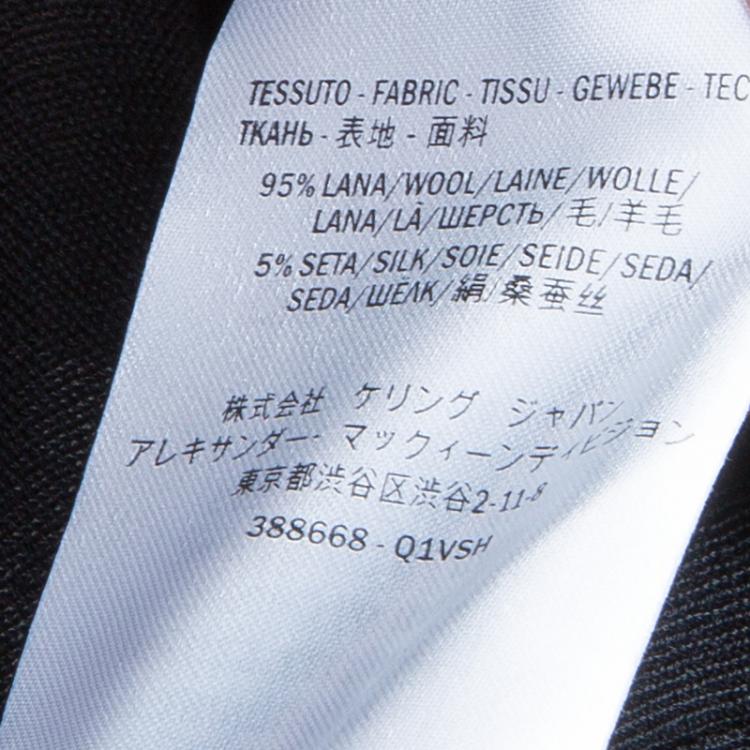 TESSUTO - FABRIC - TISSU - GEWEBE - TEC
ТКАНЬ - 表地 - 面料
95% LANA/WOOL/LAINE/WOLLE/
LANA/LÃ/ШЕРСТЬ/毛/羊毛
5% SETA/SILK/SOIE/SEIDE/SEDA/
SEDA/ШЕЛК/絹/桑蚕丝
株式会社 ケリング ジャパン
アレキサンダー・マックィーンディビジョン
東京都渋谷区渋谷2-11-8
388668 - Q1VSH